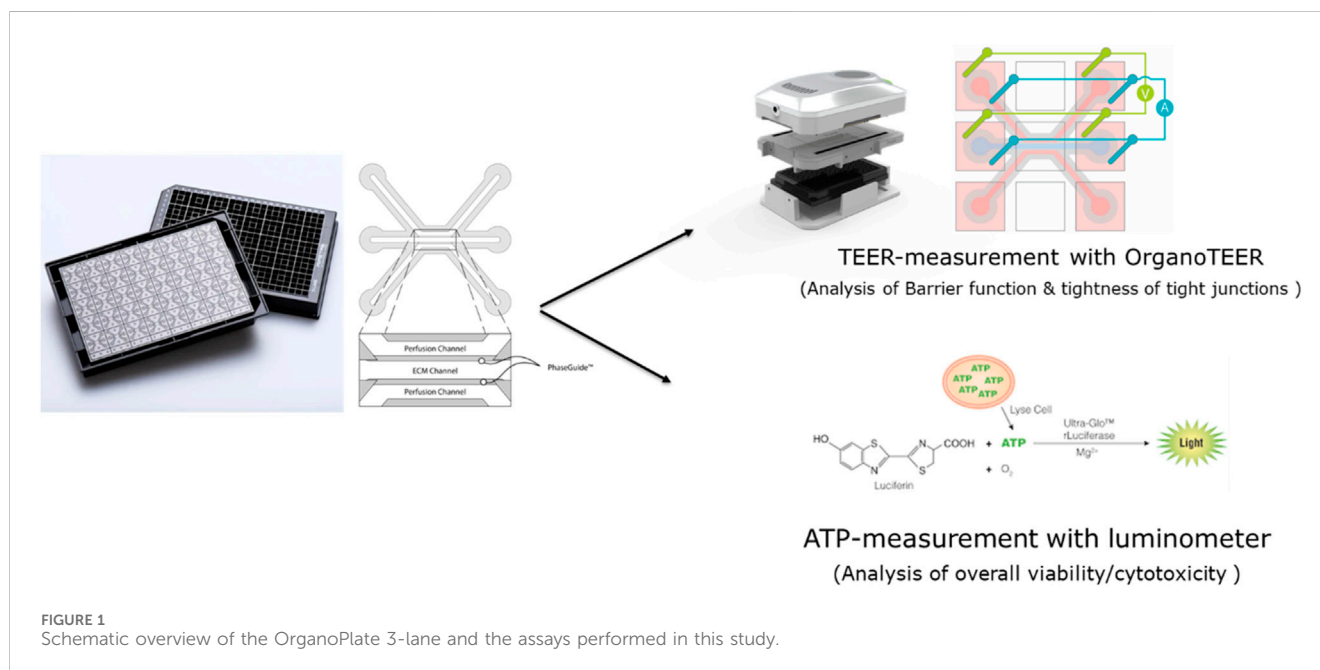 V
A
TEER-measurement with OrganoTEER
(Analysis of Barrier function & tightness of tight junctions )
Perfusion Channel
ECM Channel
Perfusion Channel
PhaseGuide™
ATP
ATP ATP
ATP ATP
Lyse Cell
HO
S
N
N
S
COOH + ATP
+ O₂
Luciferin
Ultra-Glo™
rLuciferase
Mg²⁺
Light
ATP-measurement with luminometer
(Analysis of overall viability/cytotoxicity )
FIGURE 1
Schematic overview of the OrganoPlate 3-lane and the assays performed in this study.